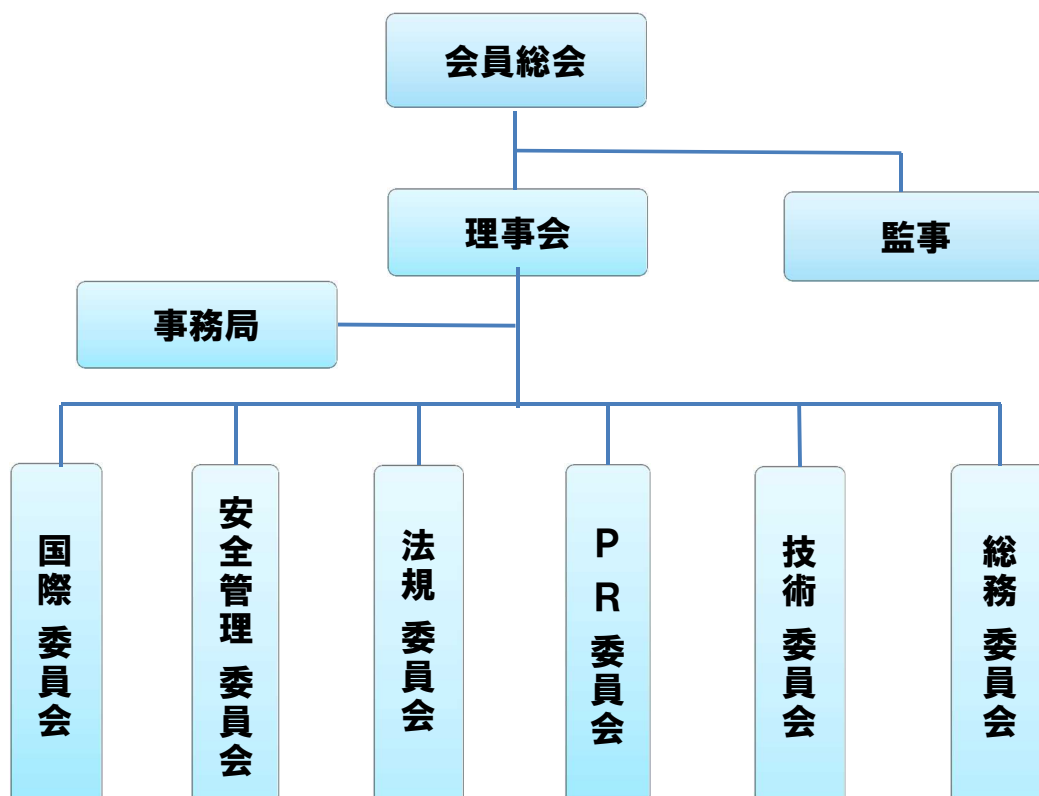 会員総会
理事会
監事
事務局
国際 委員会
安全管理 委員会
法規 委員会
PR 委員会
技術 委員会
総務 委員会